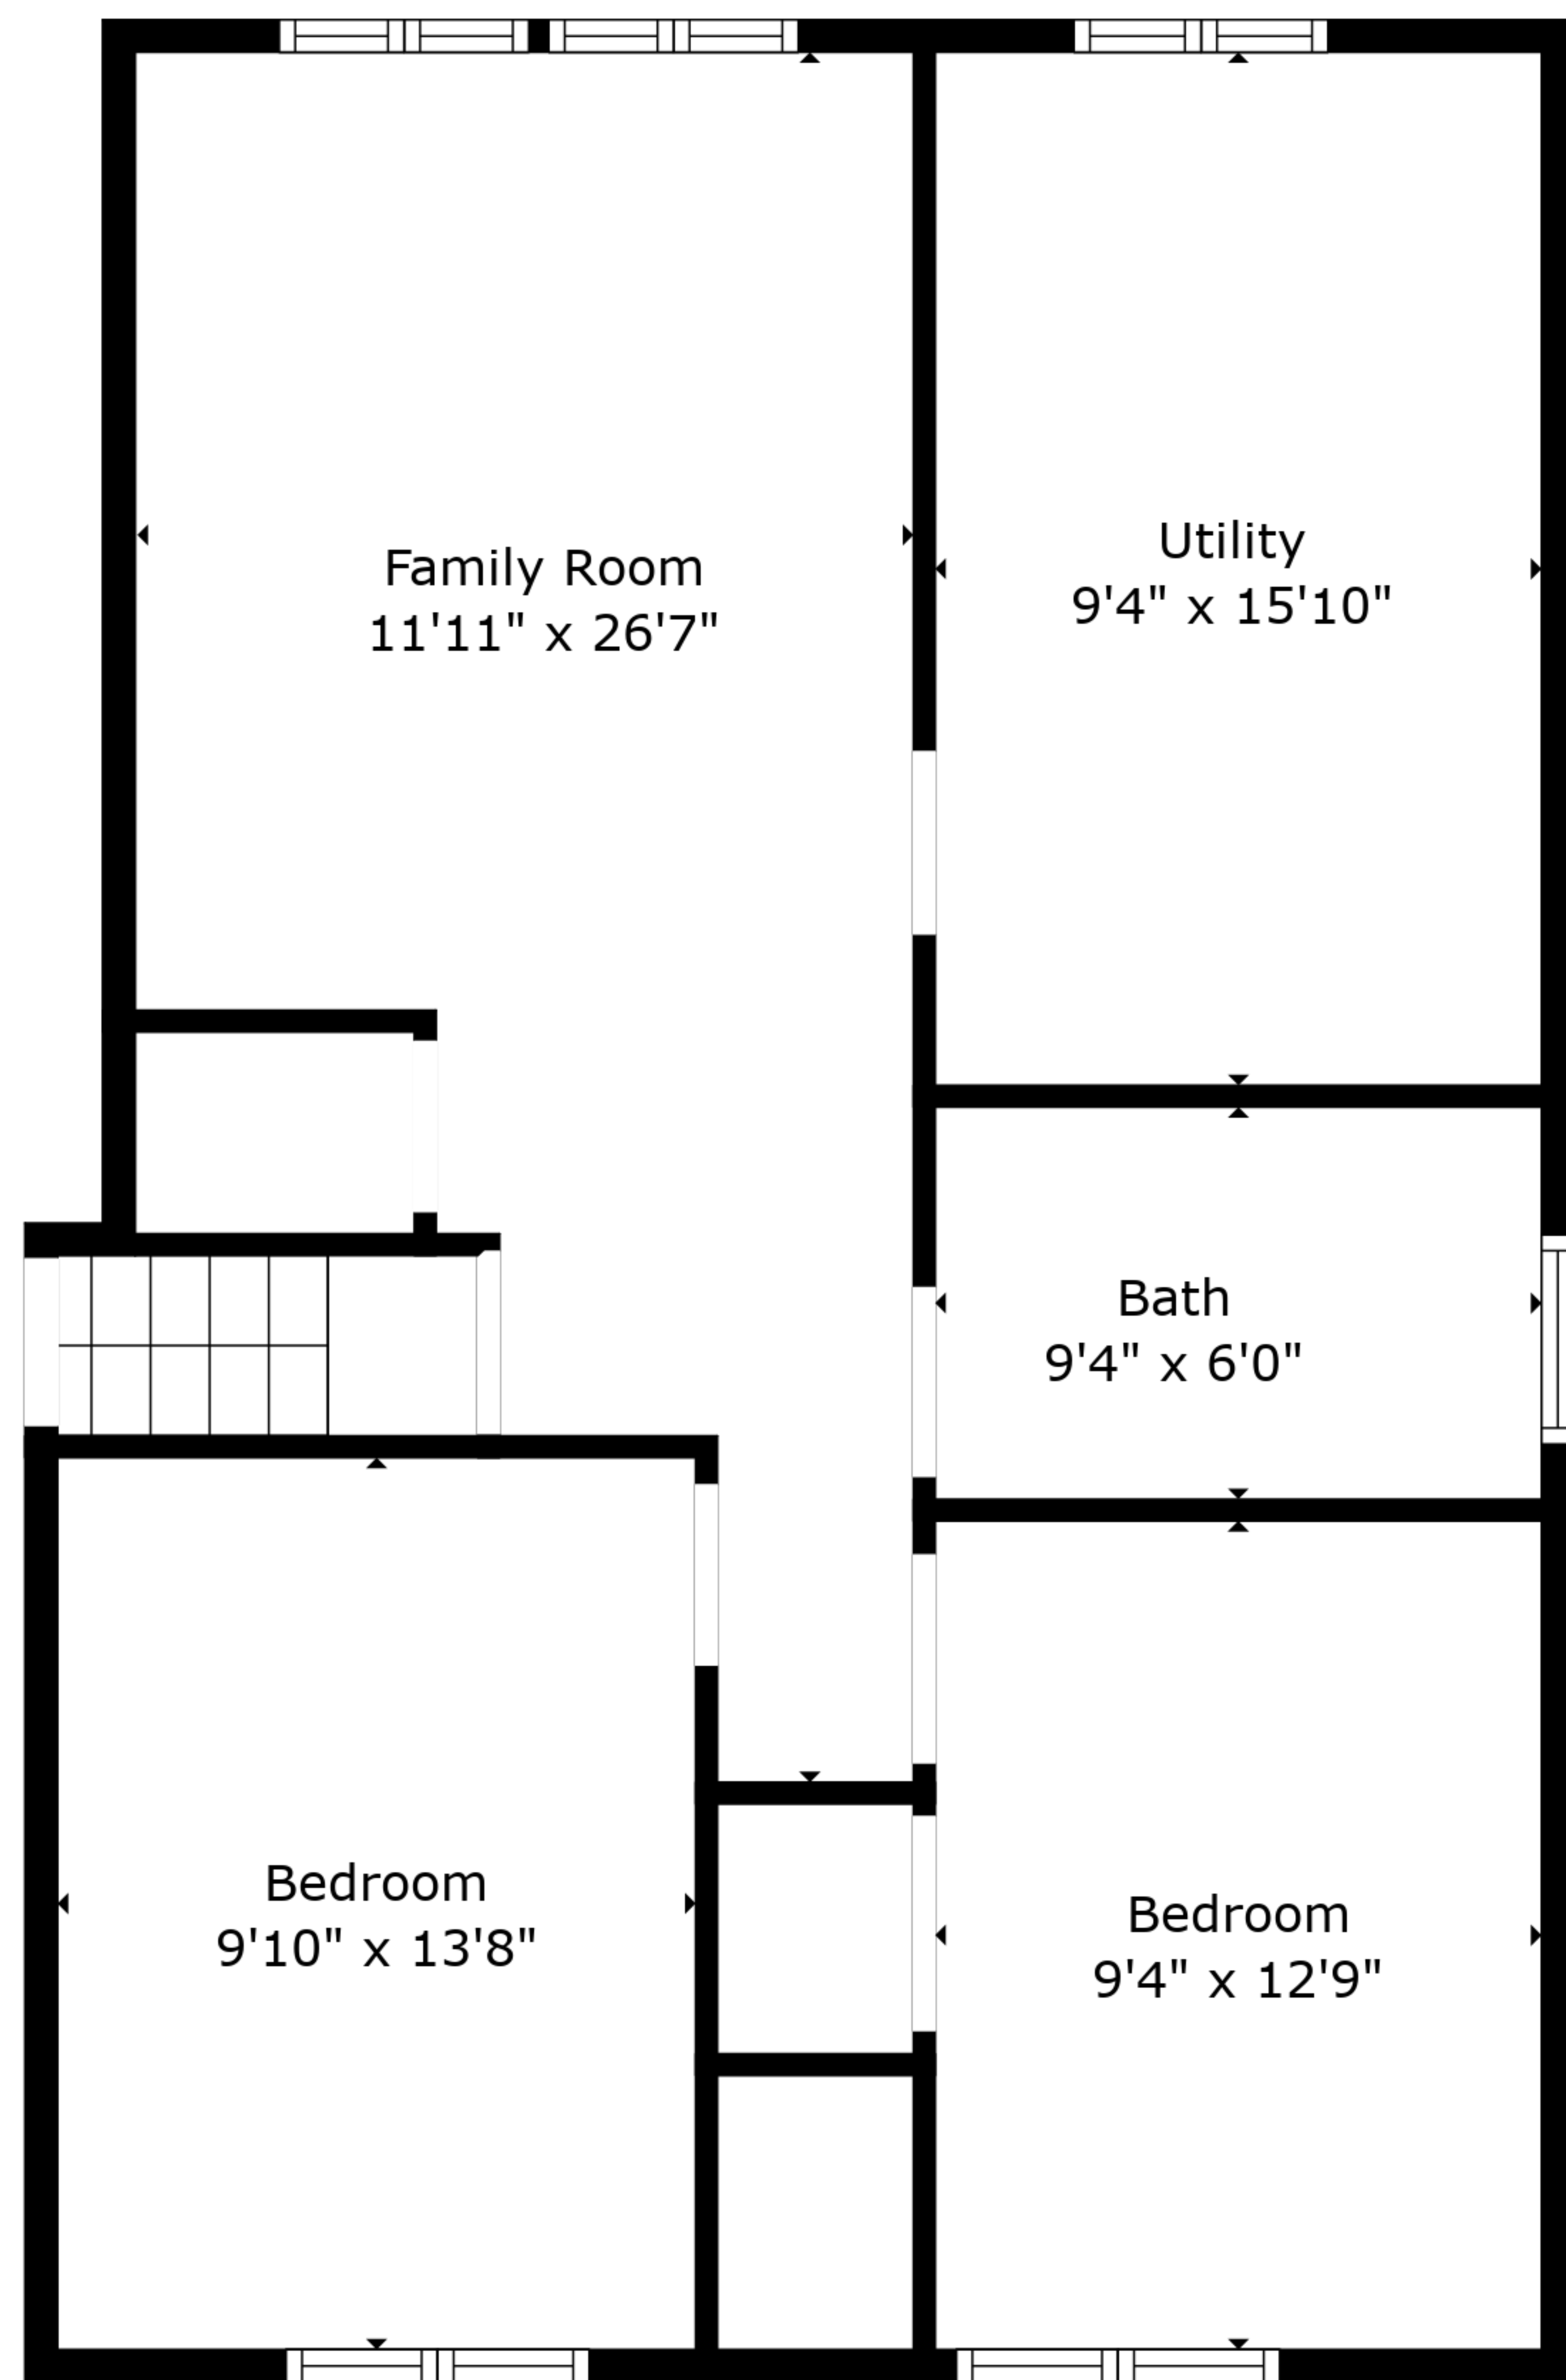 Family Room
11'11" x 26'7"
Utility
9'4" x 15'10"
Bath
9'4" x 6'0"
Bedroom
9'10" x 13'8"
Bedroom
9'4" x 12'9"